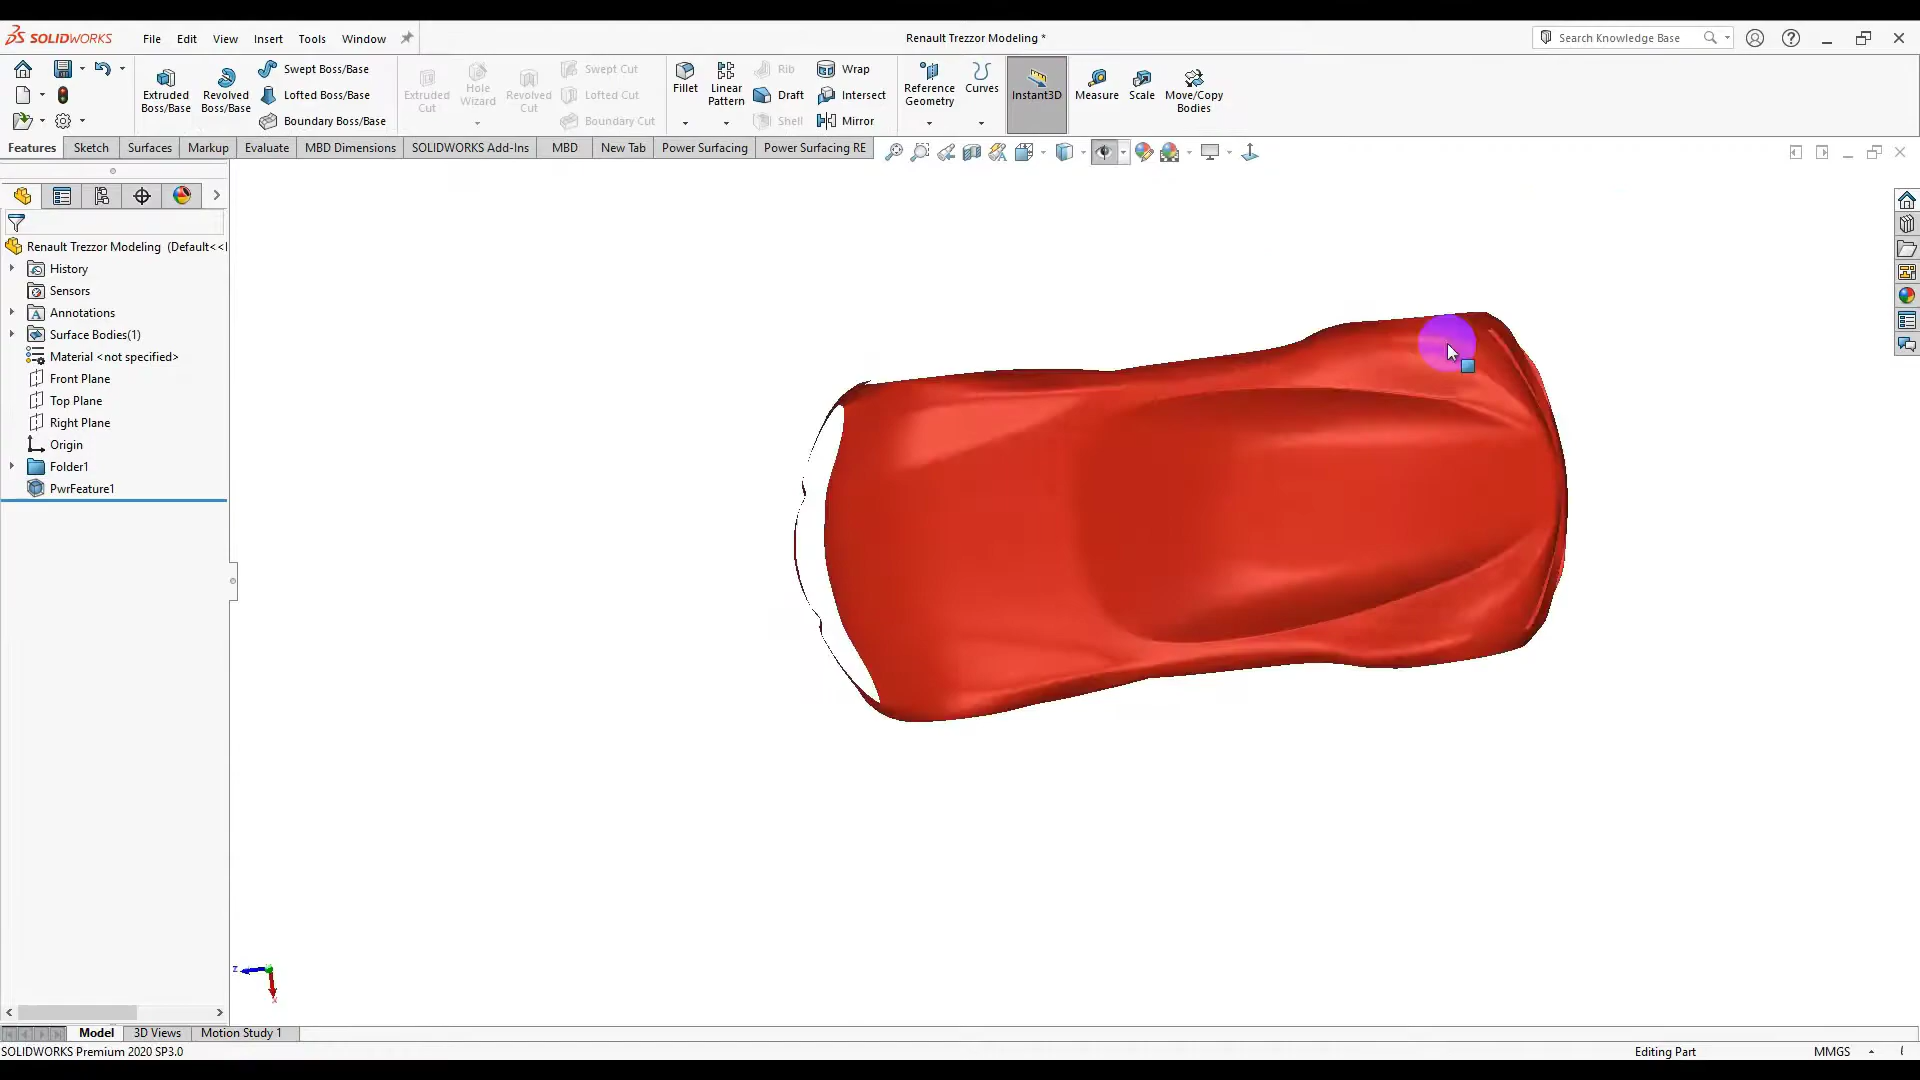 SOLIDWORKS File Edit View Insert Tools Window Renault Trezzor Modeling * Search Knowledge Base
Extruded Boss/Base
Revolved Boss/Base
Swept Boss/Base
Lofted Boss/Base
Boundary Boss/Base
Extruded Cut
Hole Wizard
Revolved Cut
Swept Cut
Lofted Cut
Boundary Cut
Fillet
Linear Pattern
Rib
Draft
Shell
Wrap
Intersect
Mirror
Reference Geometry
Curves
Instant3D
Measure
Scale
Move/Copy Bodies
Features Sketch Surfaces Markup Evaluate MBD Dimensions SOLIDWORKS Add-Ins MBD New Tab Power Surfacing Power Surfacing RE
Renault Trezzor Modeling (Default<<
History
Sensors
Annotations
Surface Bodies(1)
Material <not specified>
Front Plane
Top Plane
Right Plane
Origin
Folder1
PwrFeature1
z
x
Model 3D Views Motion Study 1
SOLIDWORKS Premium 2020 SP3.0 Editing Part MMGS